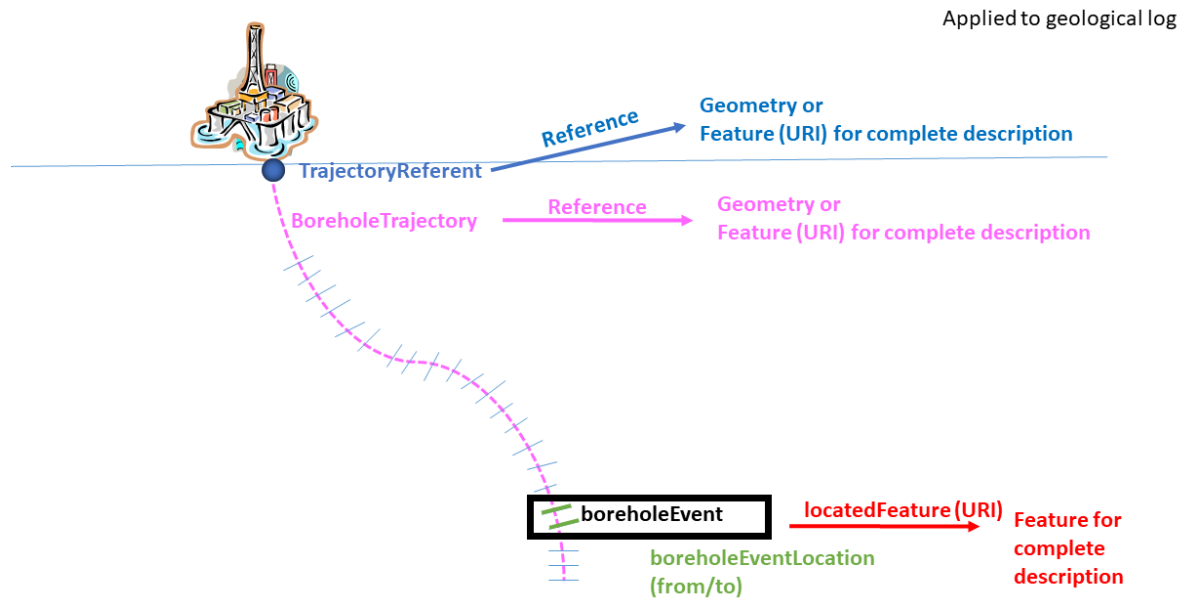 Applied to geological log
Reference
Geometry or
Feature (URI) for complete description
TrajectoryReferent
BoreholeTrajectory
Reference
Geometry or
Feature (URI) for complete description
boreholeEvent
locatedFeature (URI)
Feature for
complete
description
boreholeEventLocation
(from/to)